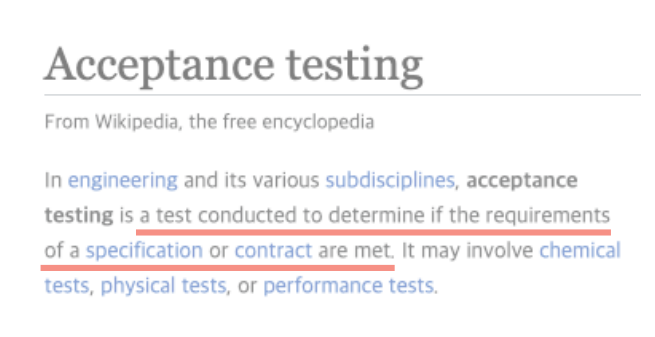 Acceptance testing
From Wikipedia, the free encyclopedia
In engineering and its various subdisciplines, acceptance
testing is a test conducted to determine if the requirements
of a specification or contract are met. It may involve chemical
tests, physical tests, or performance tests.